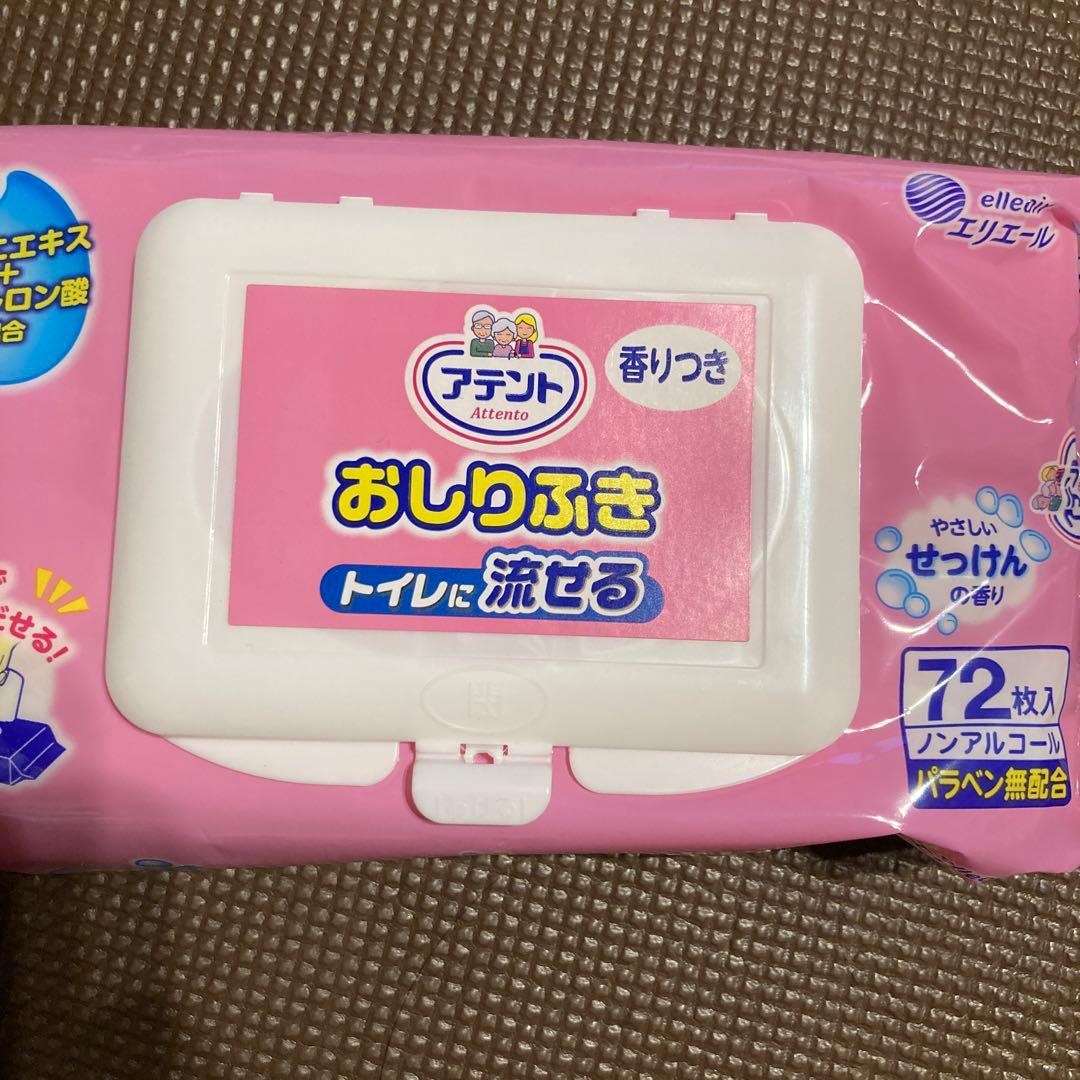 elleair
エリエール
エキス
+
ロン酸
合
アテント
Attento
香りつき
おしりふき
トイレに流せる
せる!
やさしい
せっけん
の香り
72枚入
ノンアルコール
パラベン無配合
開